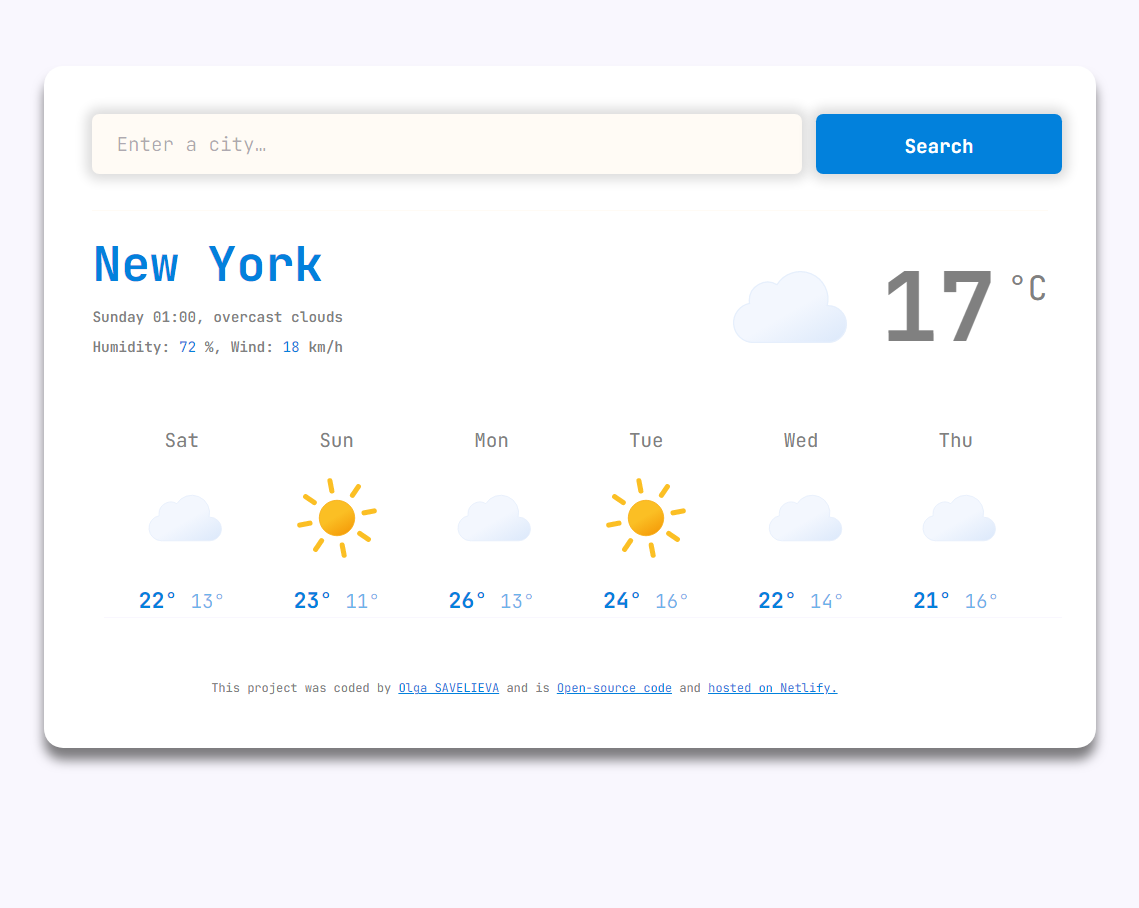 Enter a city…
Search
New York
Sunday 01:00, overcast clouds
Humidity: 72 %, Wind: 18 km/h
17 °C
Sat Sun Mon Tue Wed Thu
22° 13° 23° 11° 26° 13° 24° 16° 22° 14° 21° 16°
This project was coded by Olga SAVELIEVA and is Open-source code and hosted on Netlify.